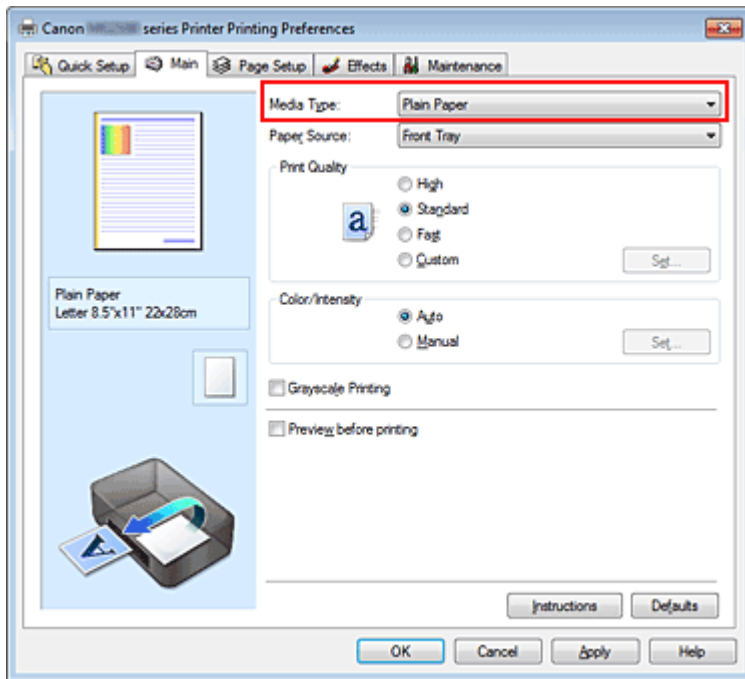 Canon series Printer Printing Preferences
Quick Setup Main Page Setup Effects Maintenance
Media Type: Plain Paper
Paper Source: Front Tray
Print Quality
High
a
Standard
Fast
Custom Set...
Plain Paper
Letter 8.5"x11" 22x28cm
Color/Intensity
Auto
Manual Set...
Grayscale Printing
Preview before printing
A
Instructions Defaults
OK Cancel Apply Help